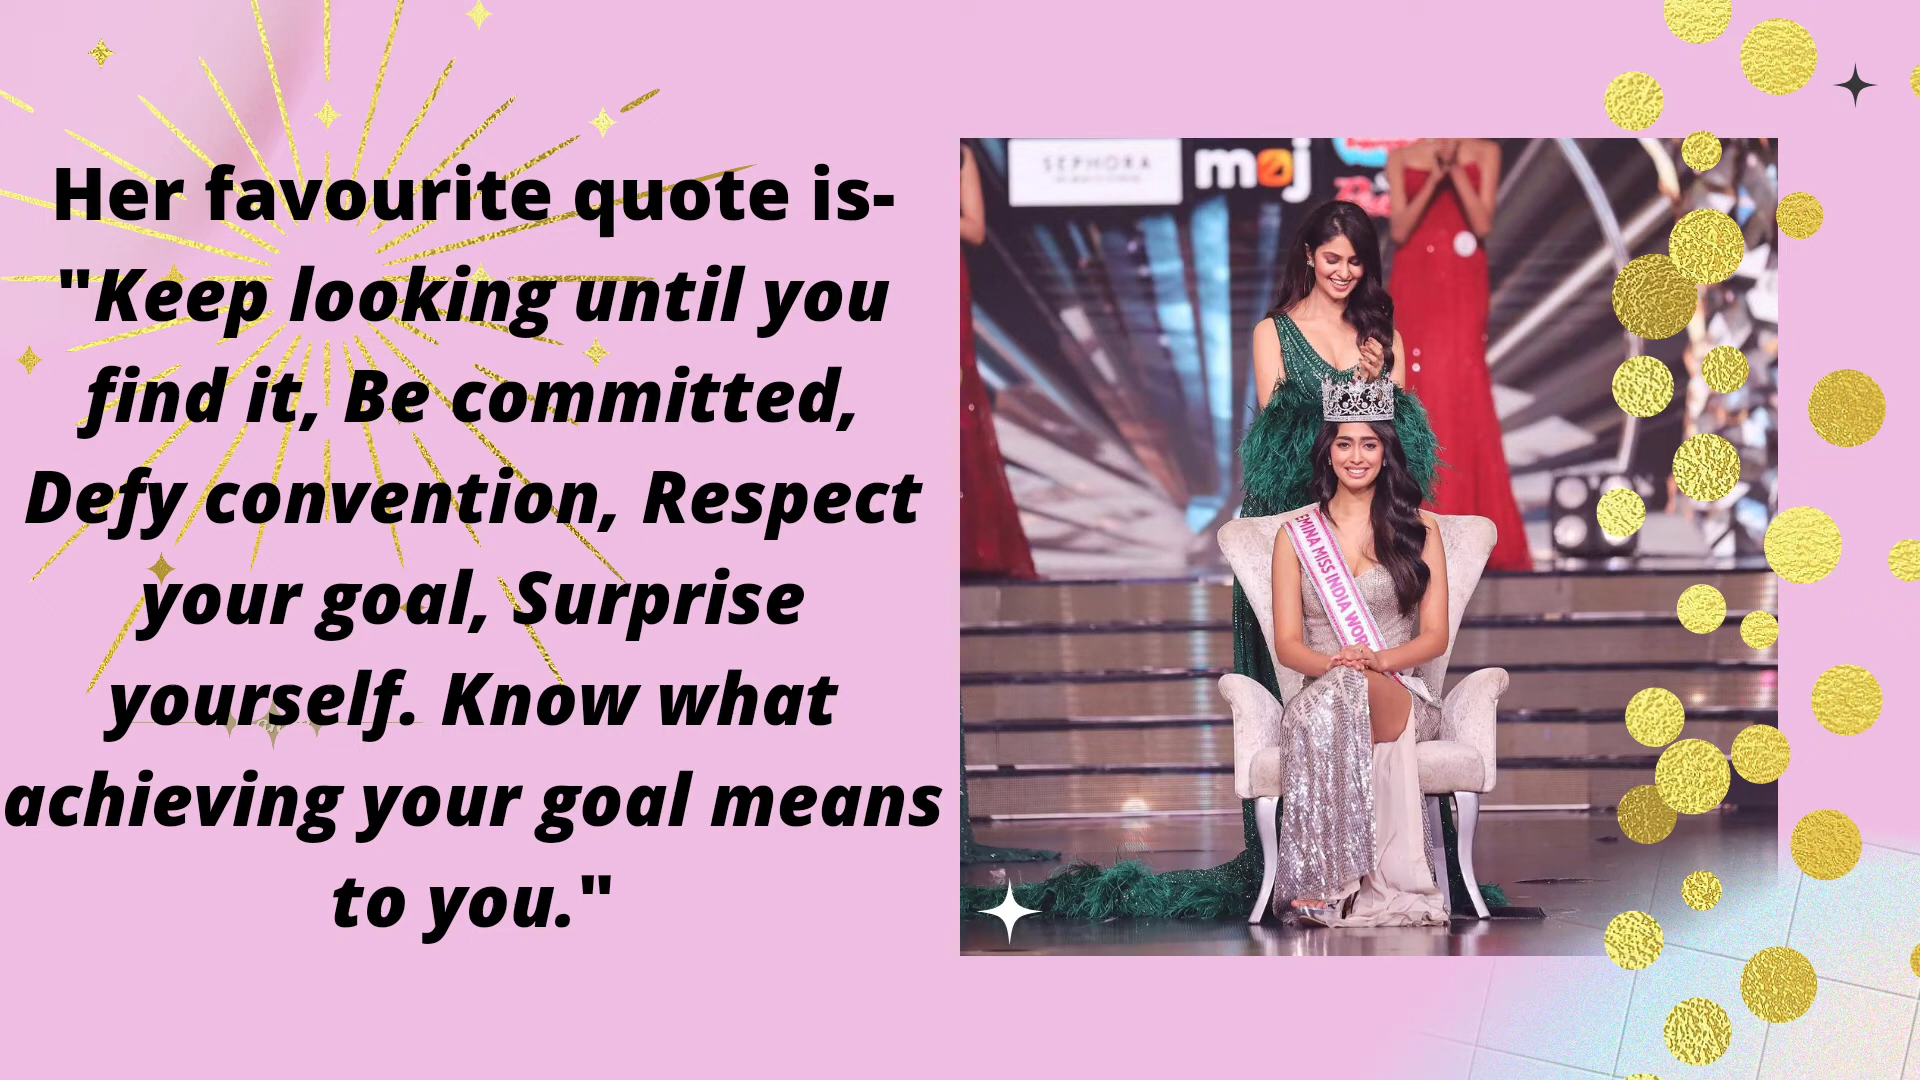 Her favourite quote is-
"Keep looking until you
find it, Be committed,
Defy convention, Respect
your goal, Surprise
yourself. Know what
achieving your goal means
to you."
SEPHORA
moj
EMINA MISS INDIA WOR